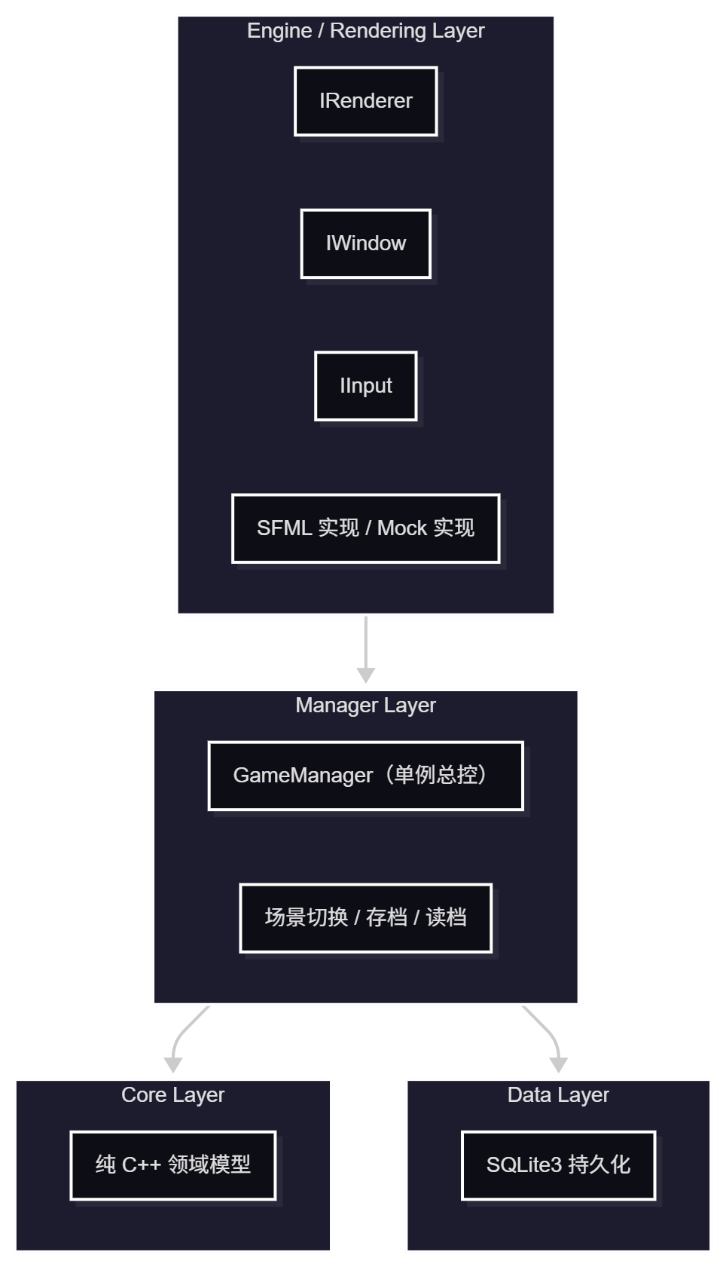 Engine / Rendering Layer
IRenderer
IWindow
IInput
SFML 实现 / Mock 实现
Manager Layer
GameManager（单例总控）
场景切换 / 存档 / 读档
Core Layer
纯 C++ 领域模型
Data Layer
SQLite3 持久化